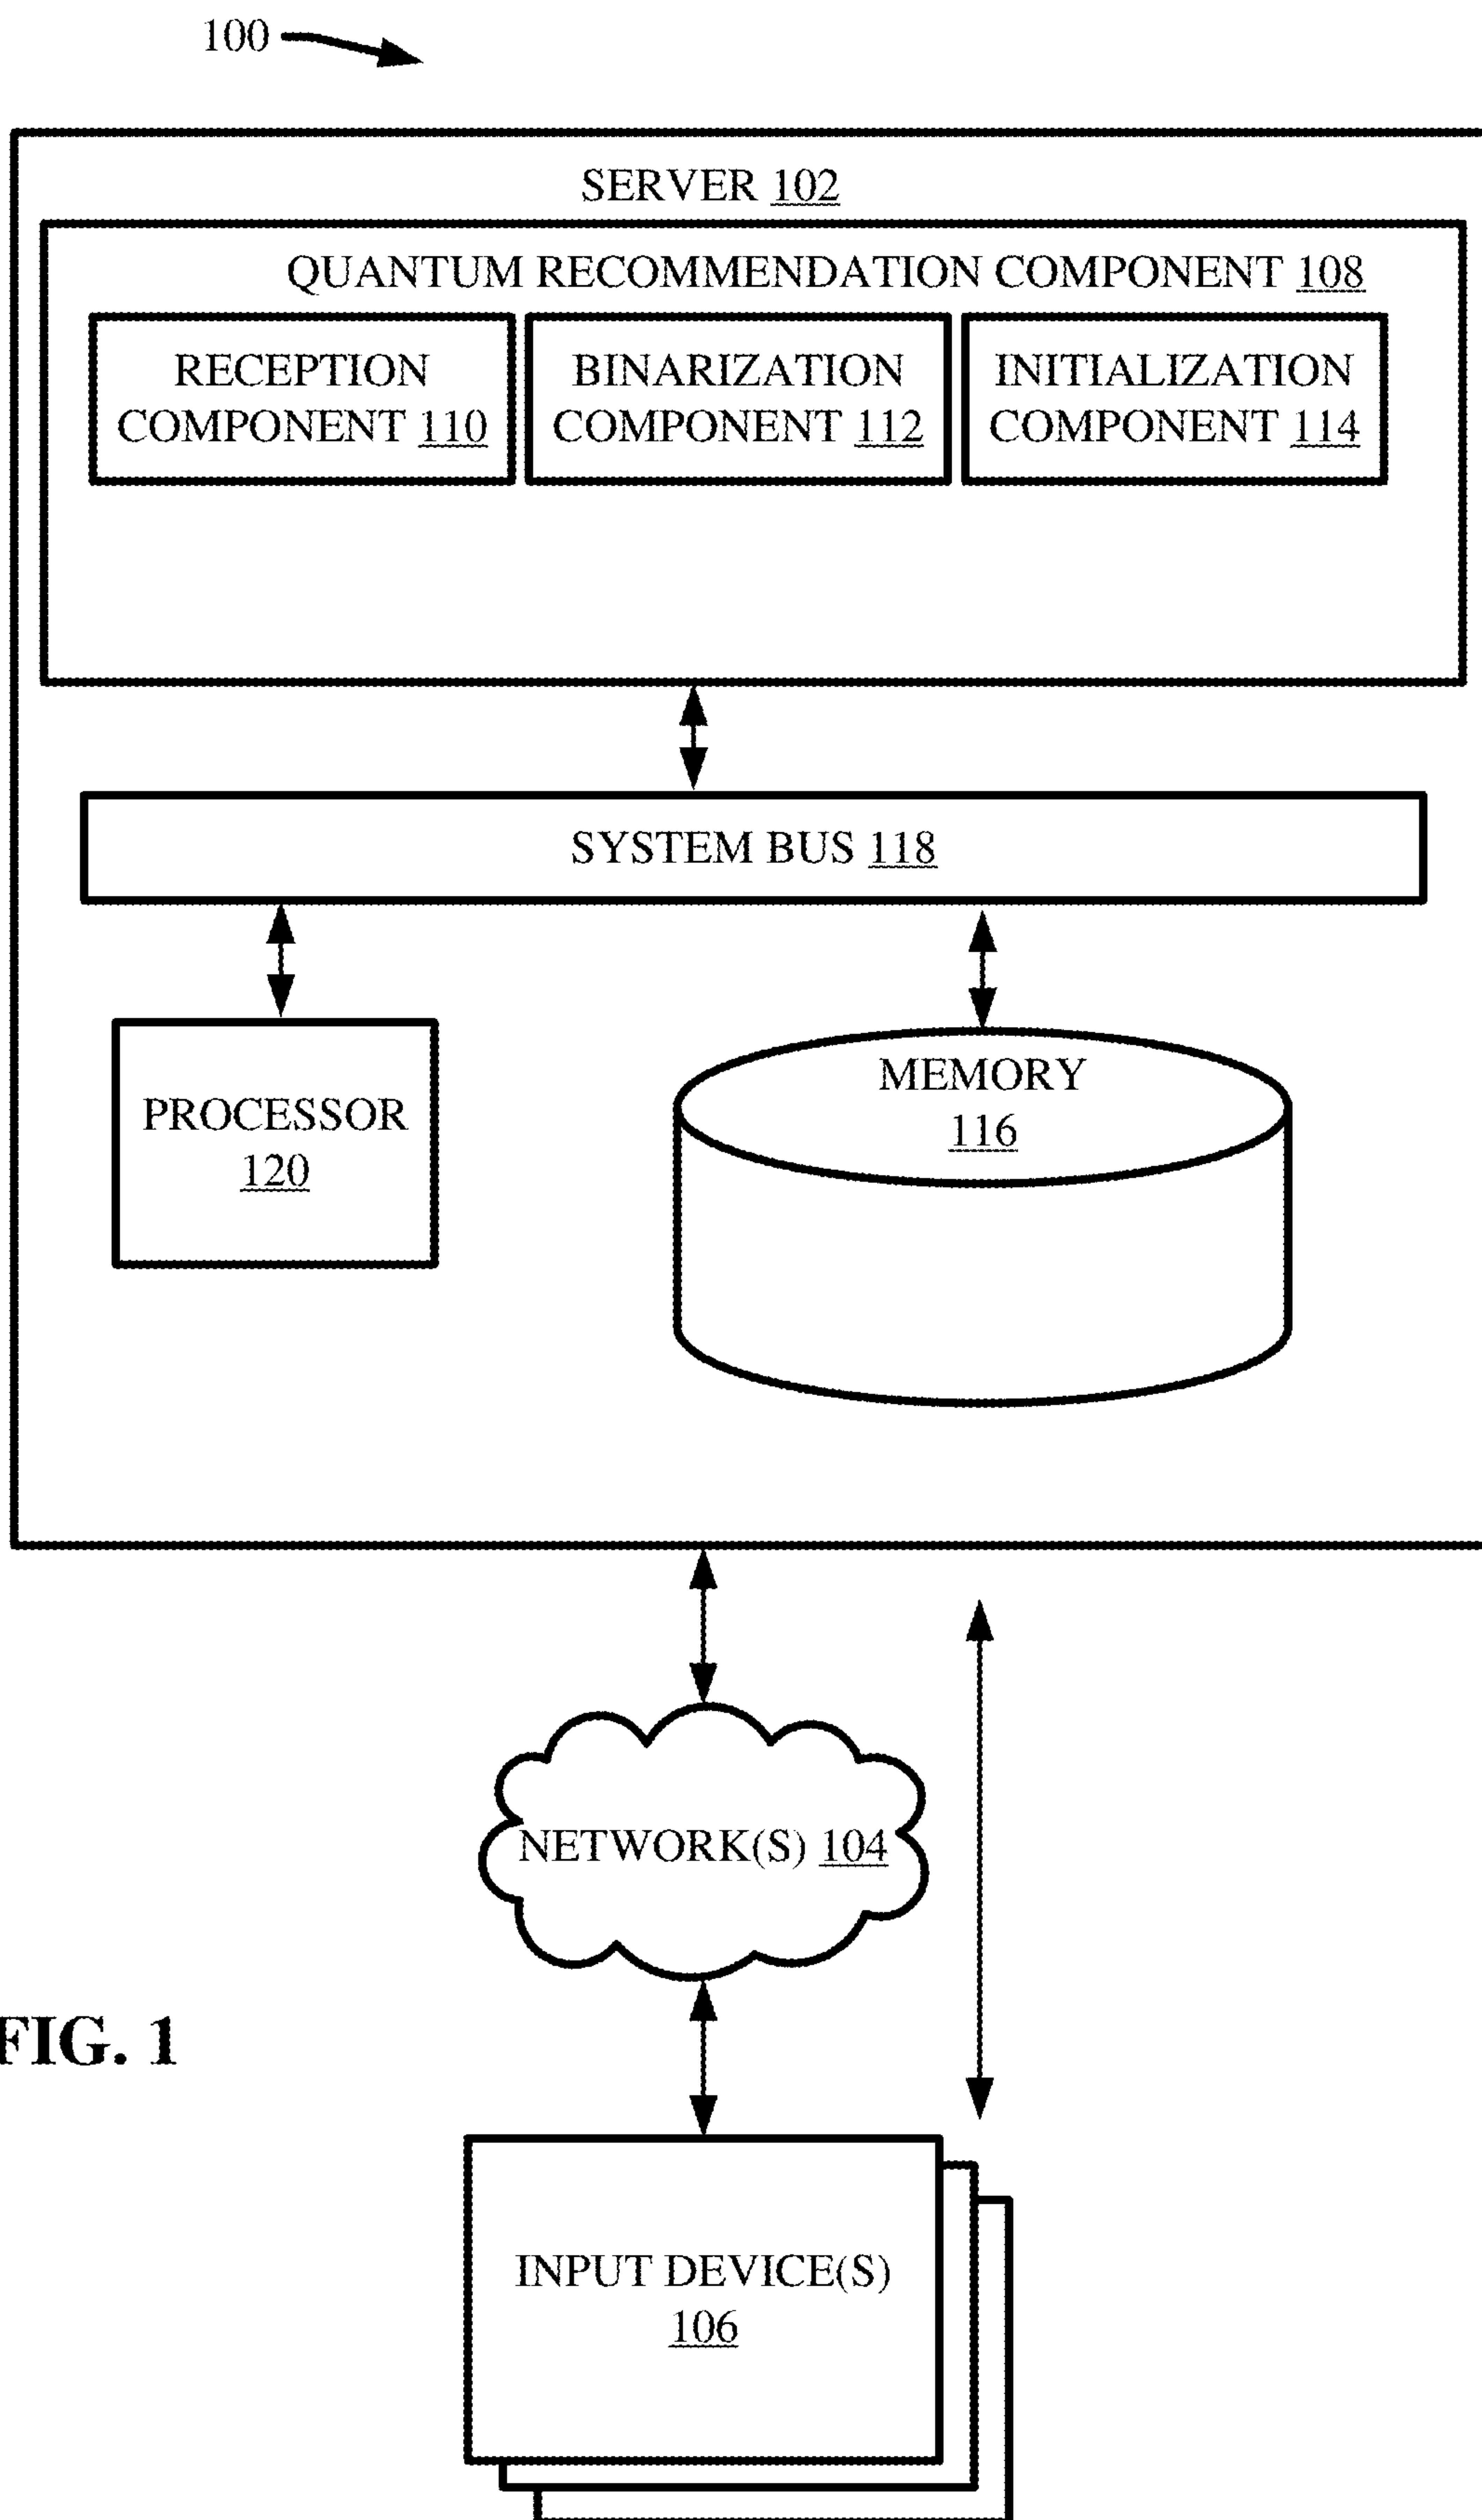 100
SERVER 102
QUANTUM RECOMMENDATION COMPONENT 108
RECEPTION
COMPONENT 110
BINARIZATION
COMPONENT 112
INITIALIZATION
COMPONENT 114
SYSTEM BUS 118
PROCESSOR
120
MEMORY
116
NETWORK(S) 104
FIG. 1
INPUT DEVICE(S)
106